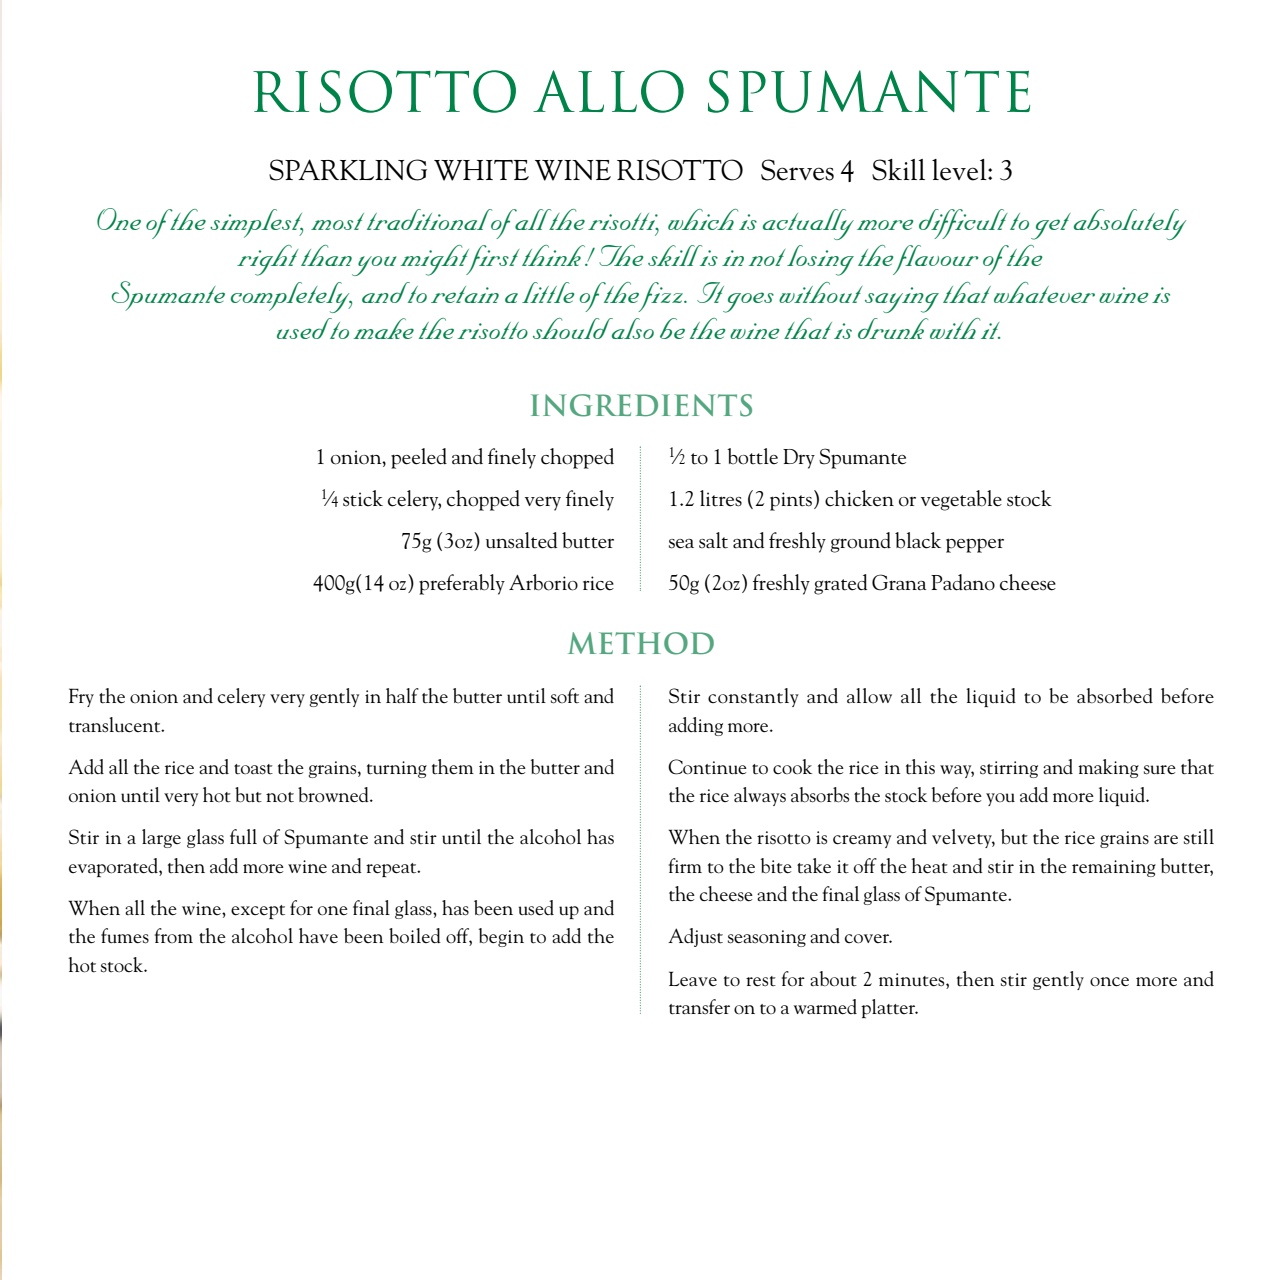 RISOTTO ALLO SPUMANTE
SPARKLING WHITE WINE RISOTTO Serves 4 Skill level: 3
One of the simplest, most traditional of all the risotti, which is actually more difficult to get absolutely
right than you might first think! The skill is in not losing the flavour of the
Spumante completely, and to retain a little of the fizz. It goes without saying that whatever wine is
used to make the risotto should also be the wine that is drunk with it.
INGREDIENTS
1 onion, peeled and finely chopped
¼ stick celery, chopped very finely
75g (3oz) unsalted butter
400g(14 oz) preferably Arborio rice
½ to 1 bottle Dry Spumante
1.2 litres (2 pints) chicken or vegetable stock
sea salt and freshly ground black pepper
50g (2oz) freshly grated Grana Padano cheese
METHOD
Fry the onion and celery very gently in half the butter until soft and
translucent.
Add all the rice and toast the grains, turning them in the butter and
onion until very hot but not browned.
Stir in a large glass full of Spumante and stir until the alcohol has
evaporated, then add more wine and repeat.
When all the wine, except for one final glass, has been used up and
the fumes from the alcohol have been boiled off, begin to add the
hot stock.
Stir constantly and allow all the liquid to be absorbed before
adding more.
Continue to cook the rice in this way, stirring and making sure that
the rice always absorbs the stock before you add more liquid.
When the risotto is creamy and velvety, but the rice grains are still
firm to the bite take it off the heat and stir in the remaining butter,
the cheese and the final glass of Spumante.
Adjust seasoning and cover.
Leave to rest for about 2 minutes, then stir gently once more and
transfer on to a warmed platter.